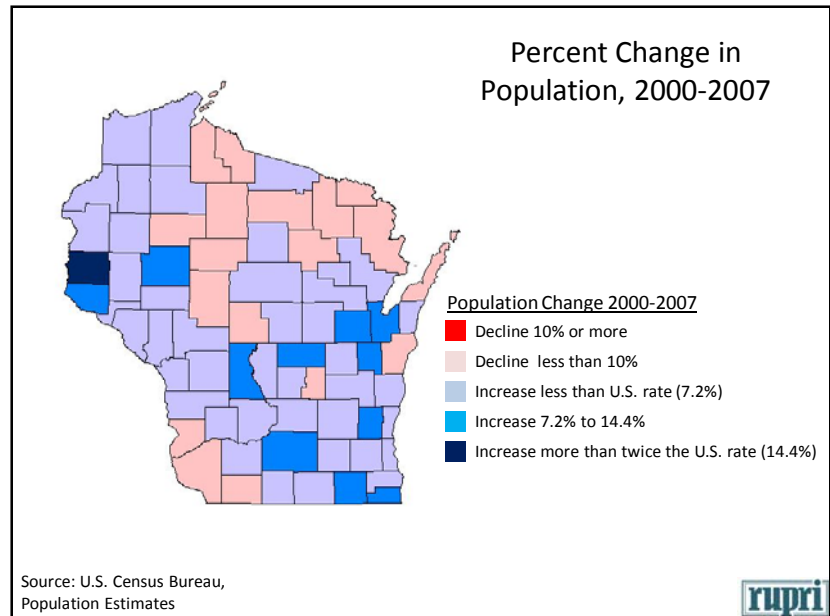 Percent Change in
Population, 2000-2007
Population Change 2000-2007
Decline 10% or more
Decline less than 10%
Increase less than U.S. rate (7.2%)
Increase 7.2% to 14.4%
Increase more than twice the U.S. rate (14.4%)
Source: U.S. Census Bureau,
Population Estimates
rupri